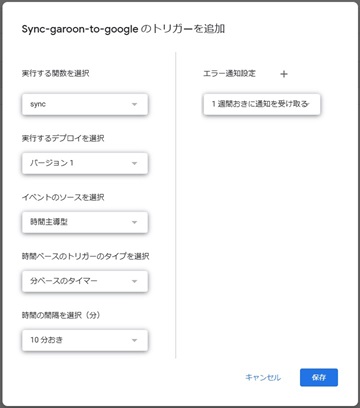 Sync-garoon-to-google のトリガーを追加
実行する関数を選択
sync
実行するデプロイを選択
バージョン 1
イベントのソースを選択
時間主導型
時間ベースのトリガーのタイプを選択
分ベースのタイマー
時間の間隔を選択（分）
10 分おき
エラー通知設定 +
1 週間おきに通知を受け取る
キャンセル
保存